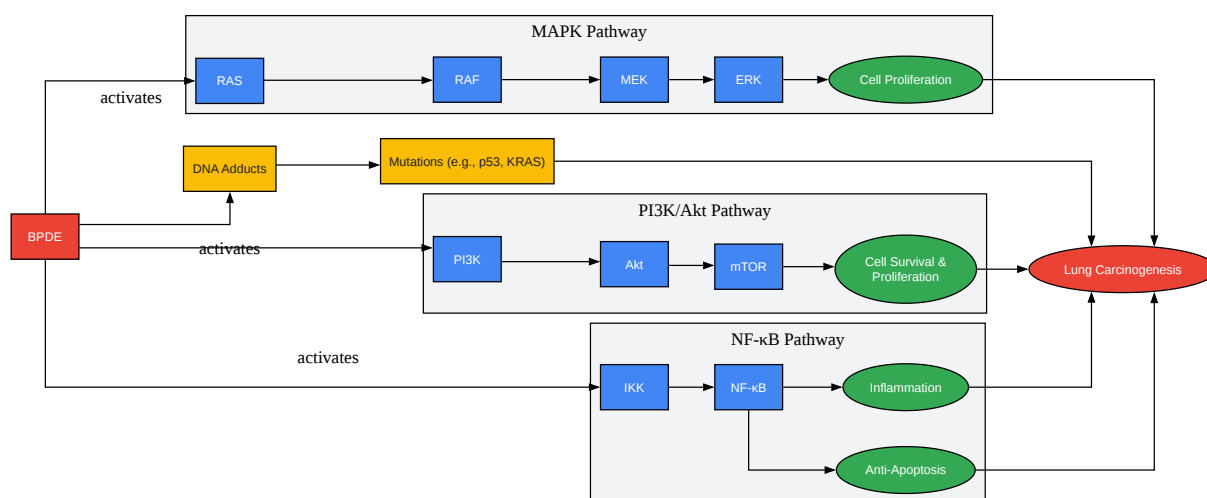 MAPK Pathway
RAS
RAF
MEK
ERK
Cell Proliferation
activates
DNA Adducts
Mutations (e.g., p53, KRAS)
PI3K/Akt Pathway
BPDE
activates
PI3K
Akt
mTOR
Cell Survival &
Proliferation
Lung Carcinogenesis
NF-κB Pathway
activates
IKK
NF-κB
Inflammation
Anti-Apoptosis